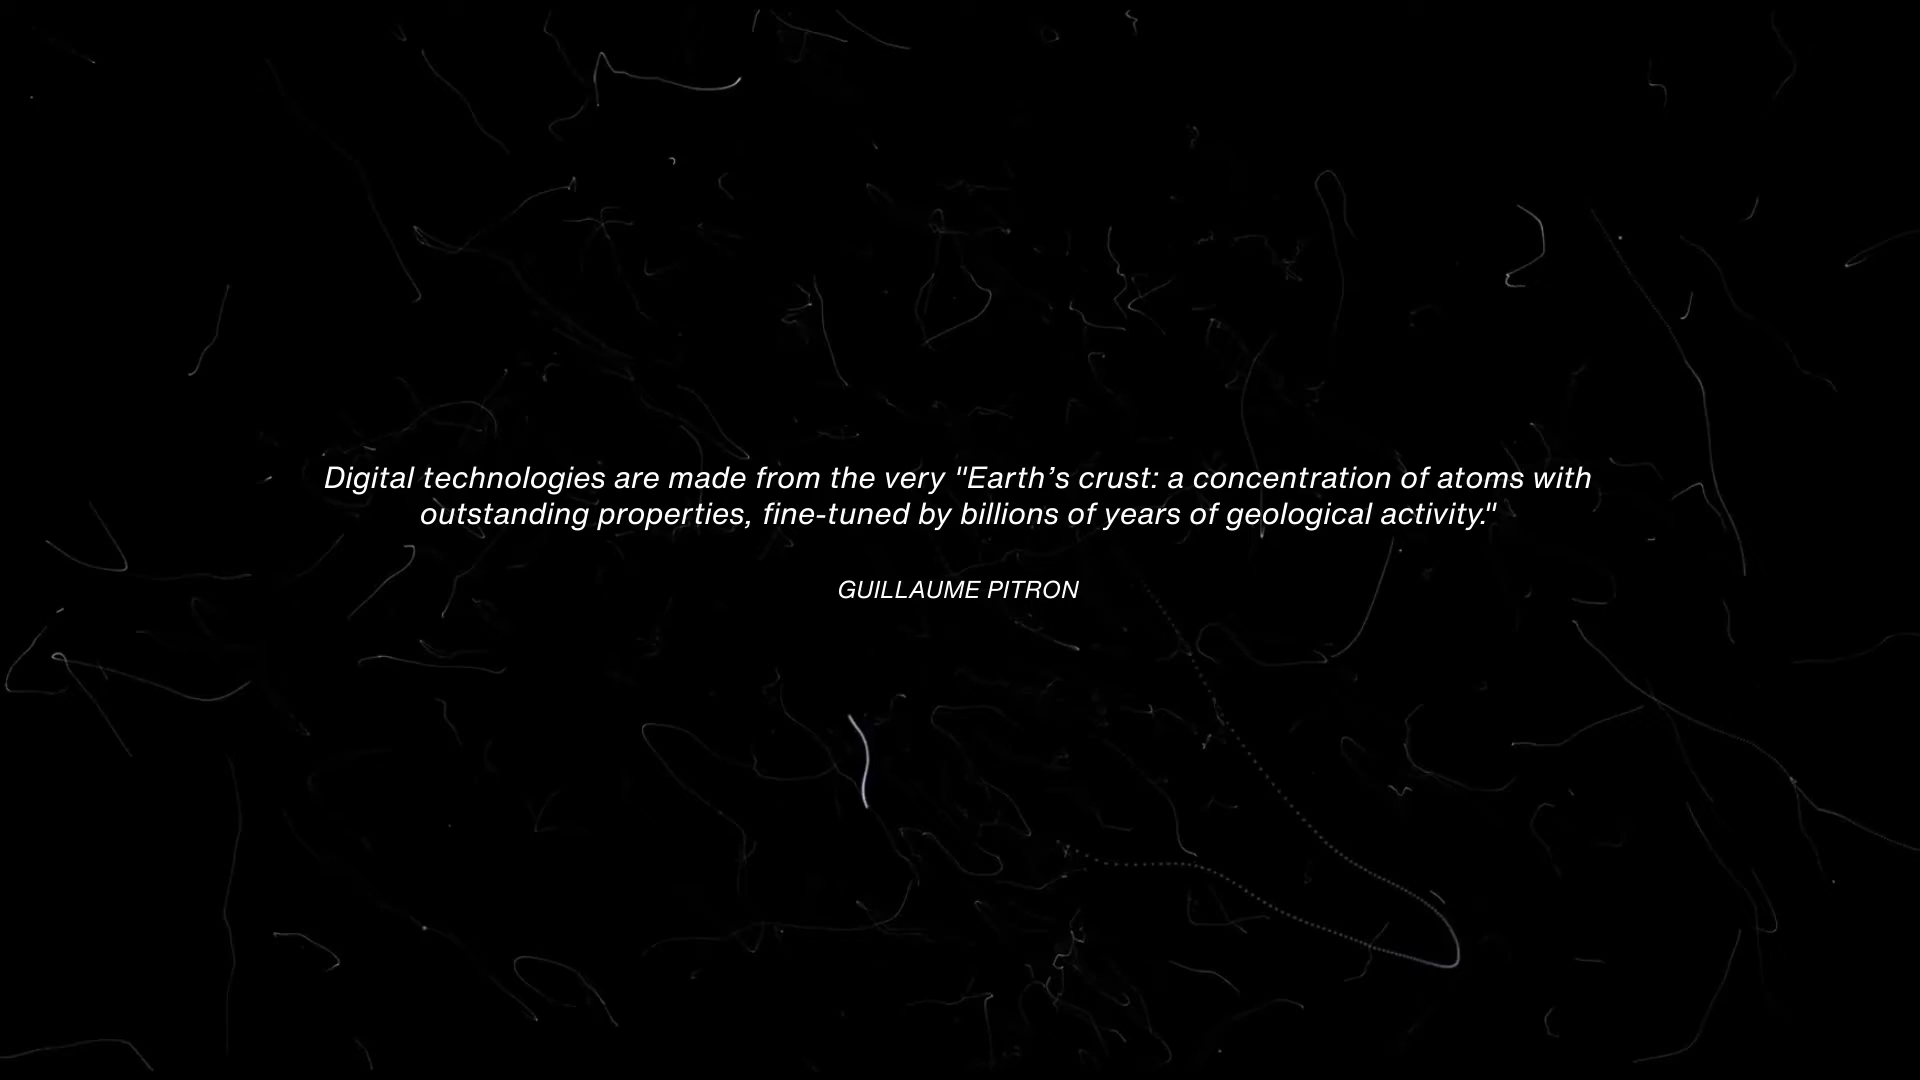 Digital technologies are made from the very "Earth’s crust: a concentration of atoms with
outstanding properties, fine-tuned by billions of years of geological activity."
GUILLAUME PITRON